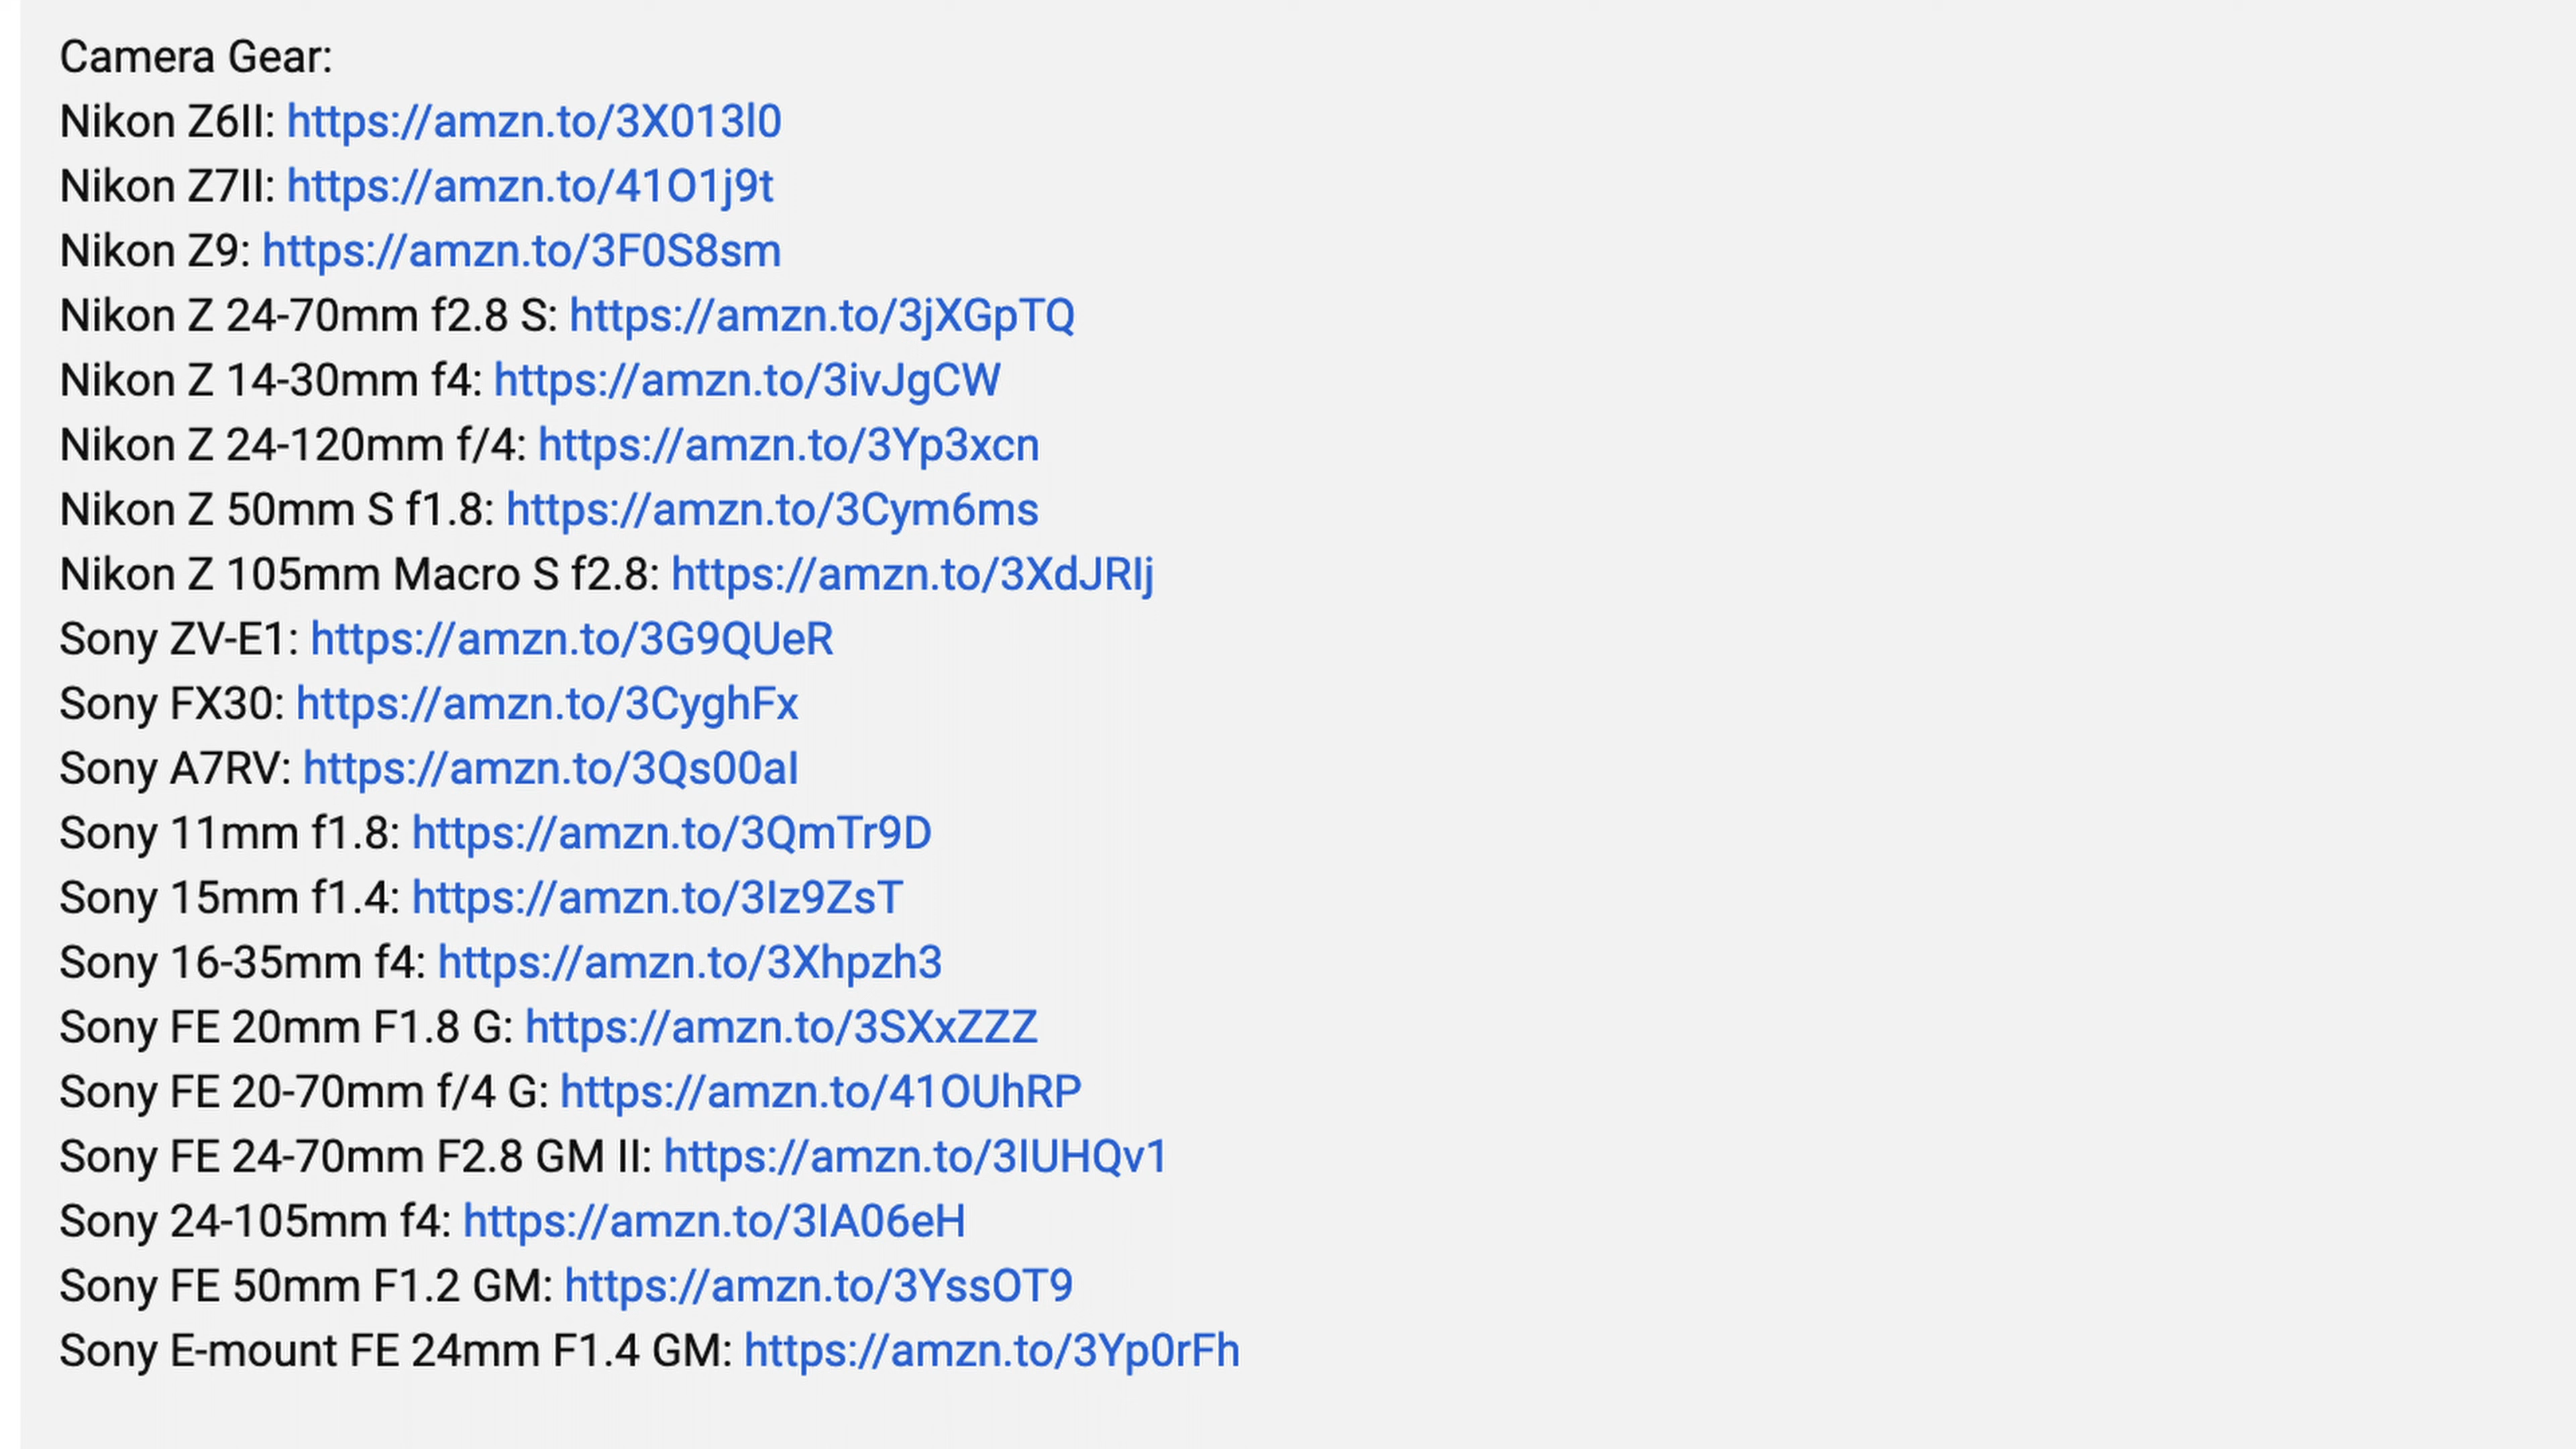 Camera Gear:
Nikon Z6II: https://amzn.to/3X013l0
Nikon Z7II: https://amzn.to/41O1j9t
Nikon Z9: https://amzn.to/3F0S8sm
Nikon Z 24-70mm f2.8 S: https://amzn.to/3jXGpTQ
Nikon Z 14-30mm f4: https://amzn.to/3ivJgCW
Nikon Z 24-120mm f/4: https://amzn.to/3Yp3xcn
Nikon Z 50mm S f1.8: https://amzn.to/3Cym6ms
Nikon Z 105mm Macro S f2.8: https://amzn.to/3XdJRIj
Sony ZV-E1: https://amzn.to/3G9QUeR
Sony FX30: https://amzn.to/3CyghFx
Sony A7RV: https://amzn.to/3Qs00aI
Sony 11mm f1.8: https://amzn.to/3QmTr9D
Sony 15mm f1.4: https://amzn.to/3Iz9ZsT
Sony 16-35mm f4: https://amzn.to/3Xhpzh3
Sony FE 20mm F1.8 G: https://amzn.to/3SXxZZZ
Sony FE 20-70mm f/4 G: https://amzn.to/41OUhRP
Sony FE 24-70mm F2.8 GM II: https://amzn.to/3IUHQv1
Sony 24-105mm f4: https://amzn.to/3IA06eH
Sony FE 50mm F1.2 GM: https://amzn.to/3YssOT9
Sony E-mount FE 24mm F1.4 GM: https://amzn.to/3Yp0rFh